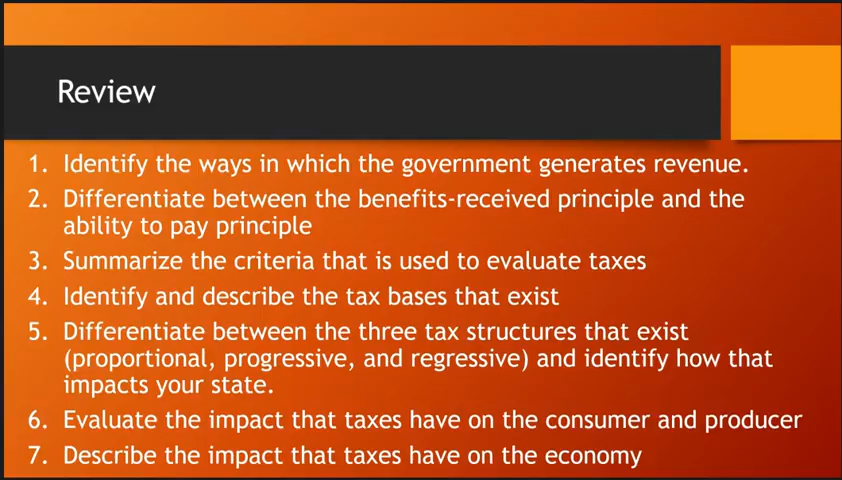 Review
1. Identify the ways in which the government generates revenue.
2. Differentiate between the benefits-received principle and the
ability to pay principle
3. Summarize the criteria that is used to evaluate taxes
4. Identify and describe the tax bases that exist
5. Differentiate between the three tax structures that exist
(proportional, progressive, and regressive) and identify how that
impacts your state.
6. Evaluate the impact that taxes have on the consumer and producer
7. Describe the impact that taxes have on the economy